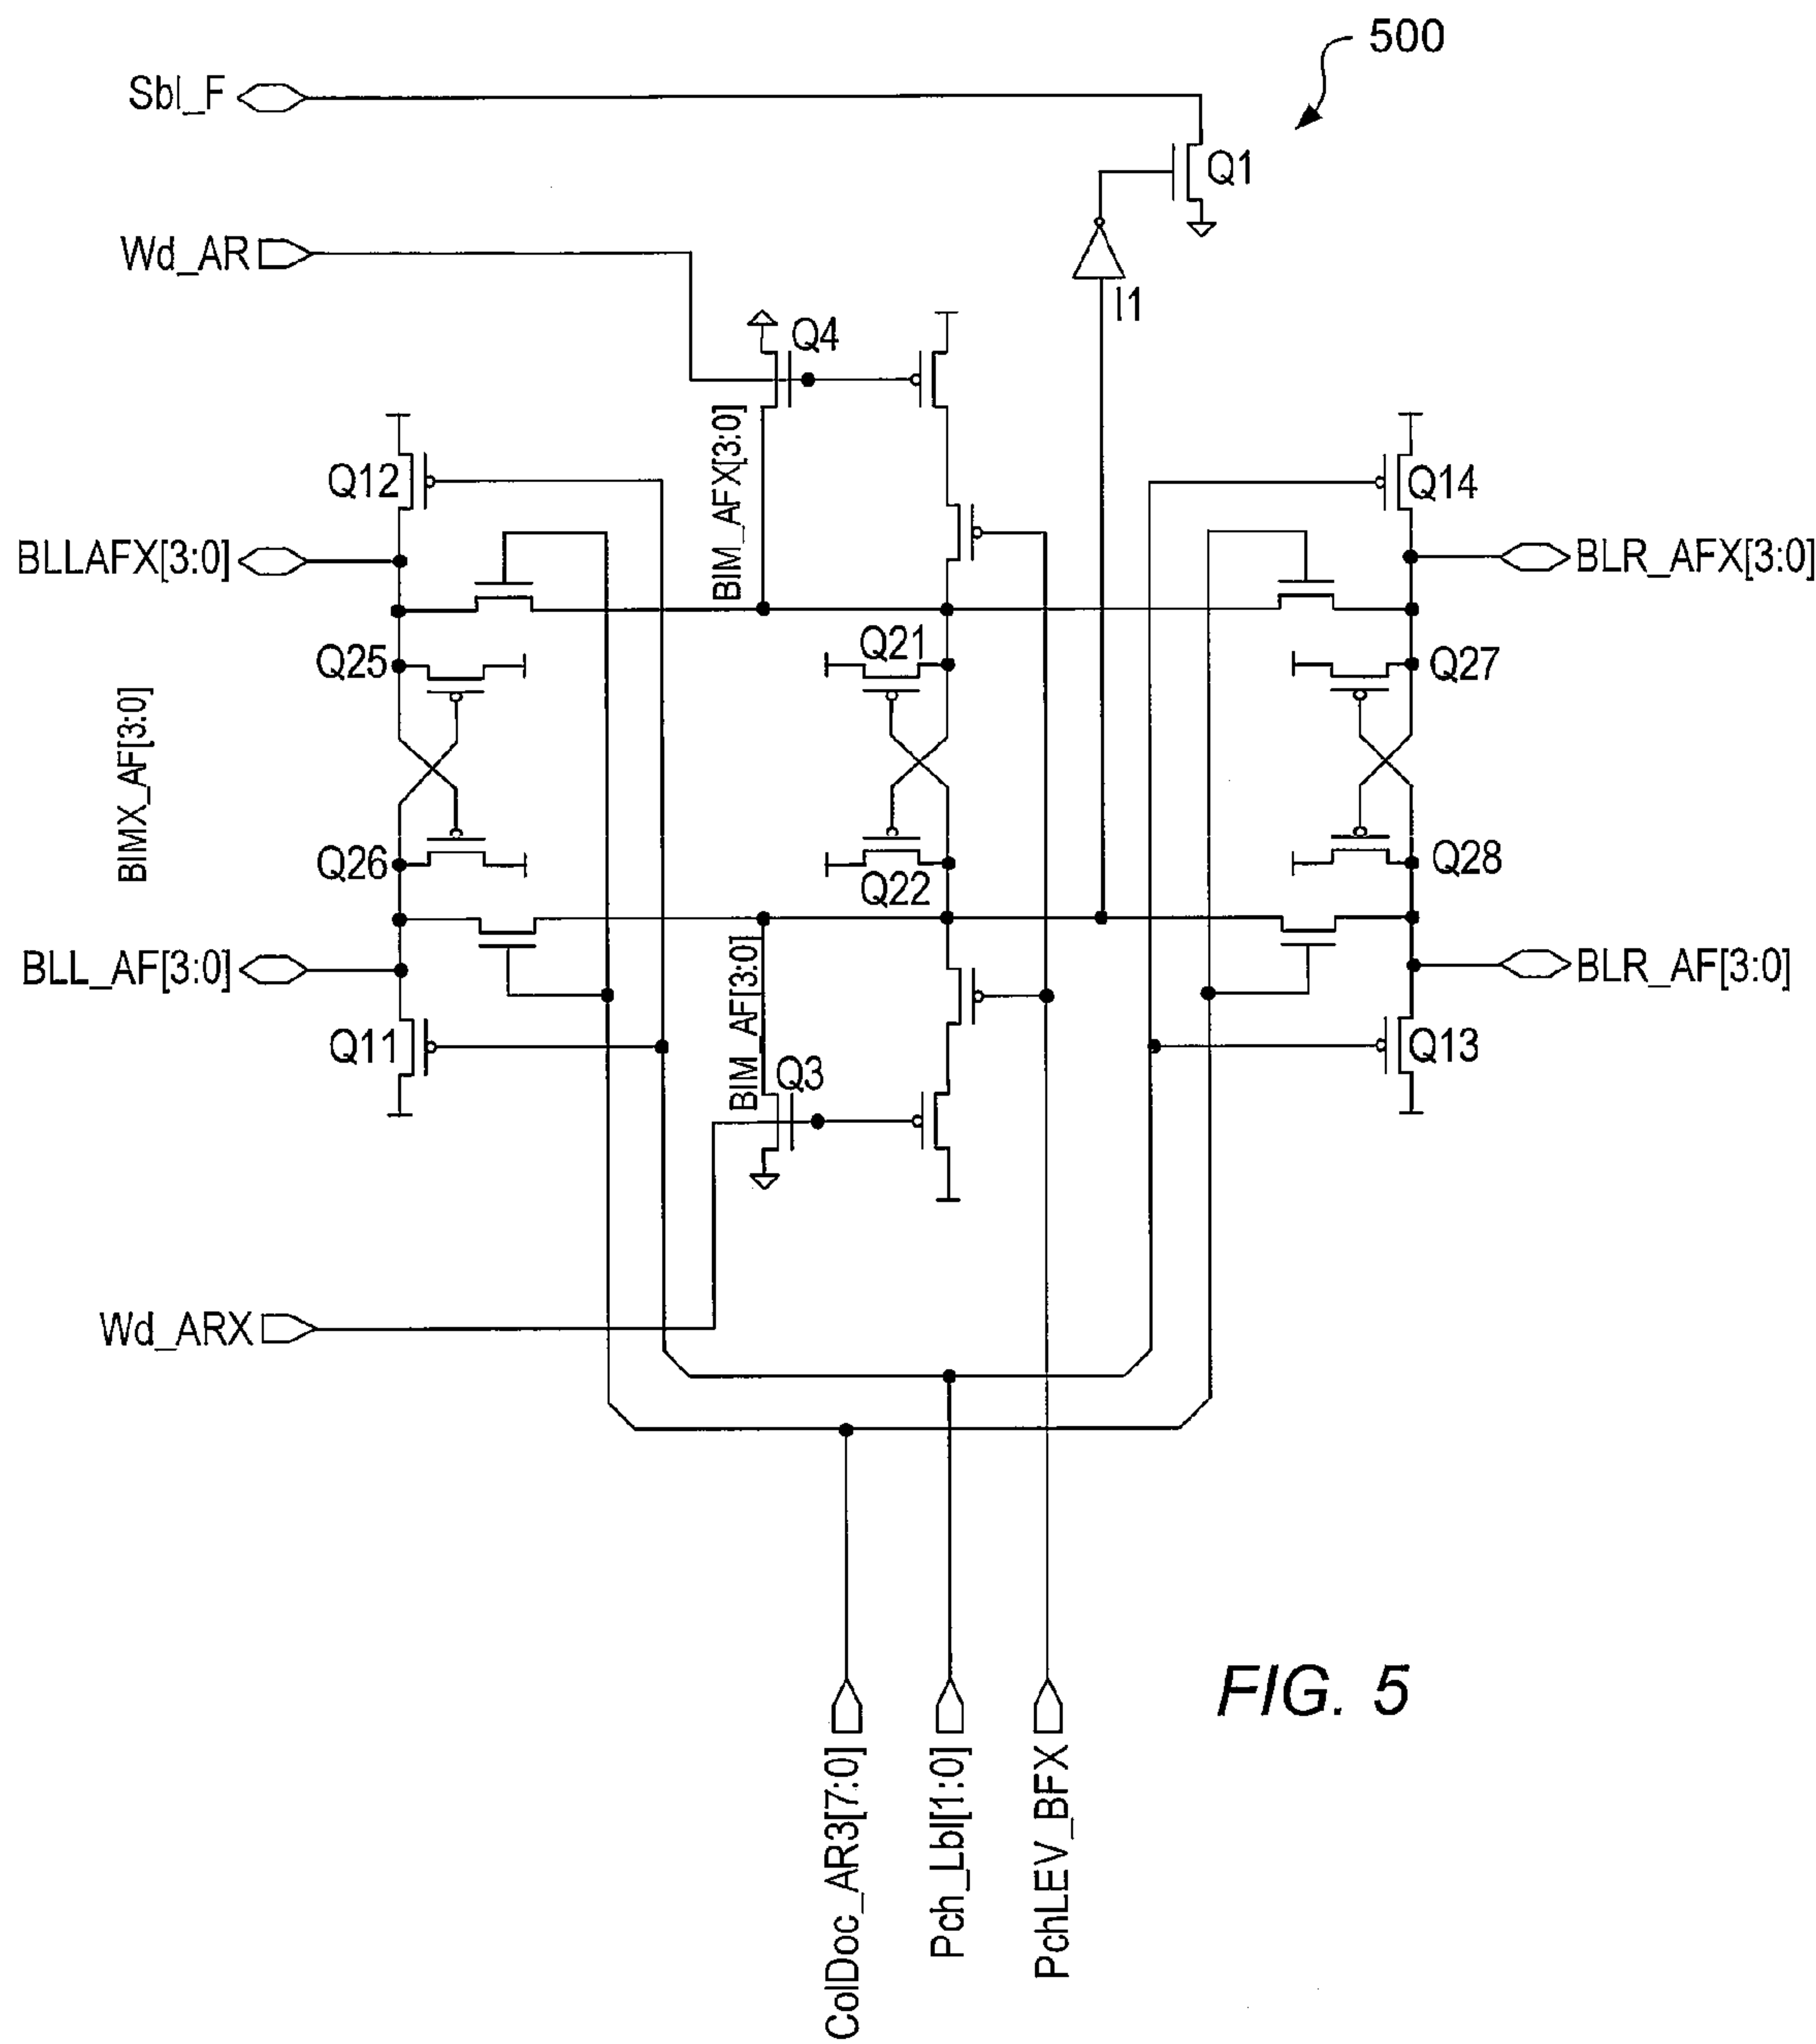 500
Sbl_F
Q1
Wd_AR
I1
Q4
BIM_AFX[3:0]
Q12
Q14
BLLAFX[3:0]
BLR_AFX[3:0]
Q25
Q21
Q27
BIMX_AF[3:0]
Q26
Q22
Q28
BLL_AF[3:0]
BIM_AF[3:0]
BLR_AF[3:0]
Q11
Q3
Q13
Wd_ARX
FIG. 5
ColDoc_AR3[7:0]
Pch_Lbl[1:0]
PchLEV_BFX